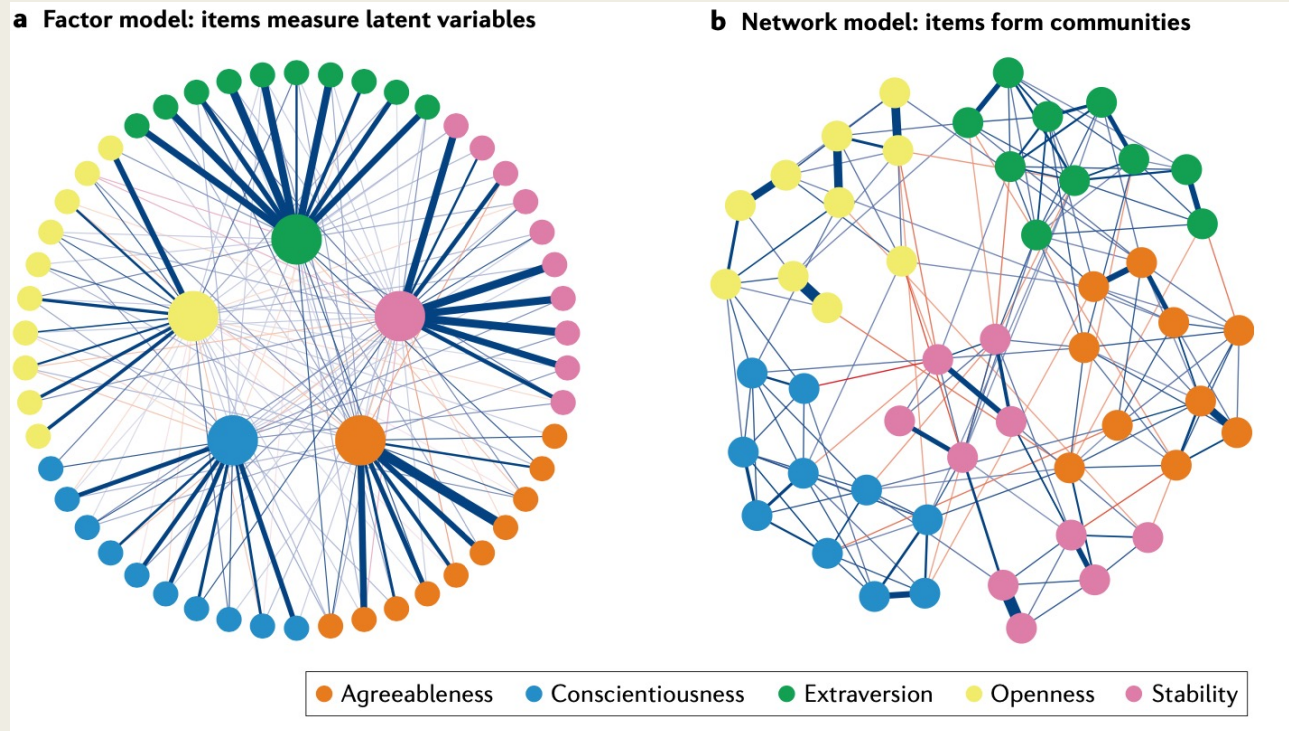 a Factor model: items measure latent variables
b Network model: items form communities
Agreeableness Conscientiousness Extraversion Openness Stability